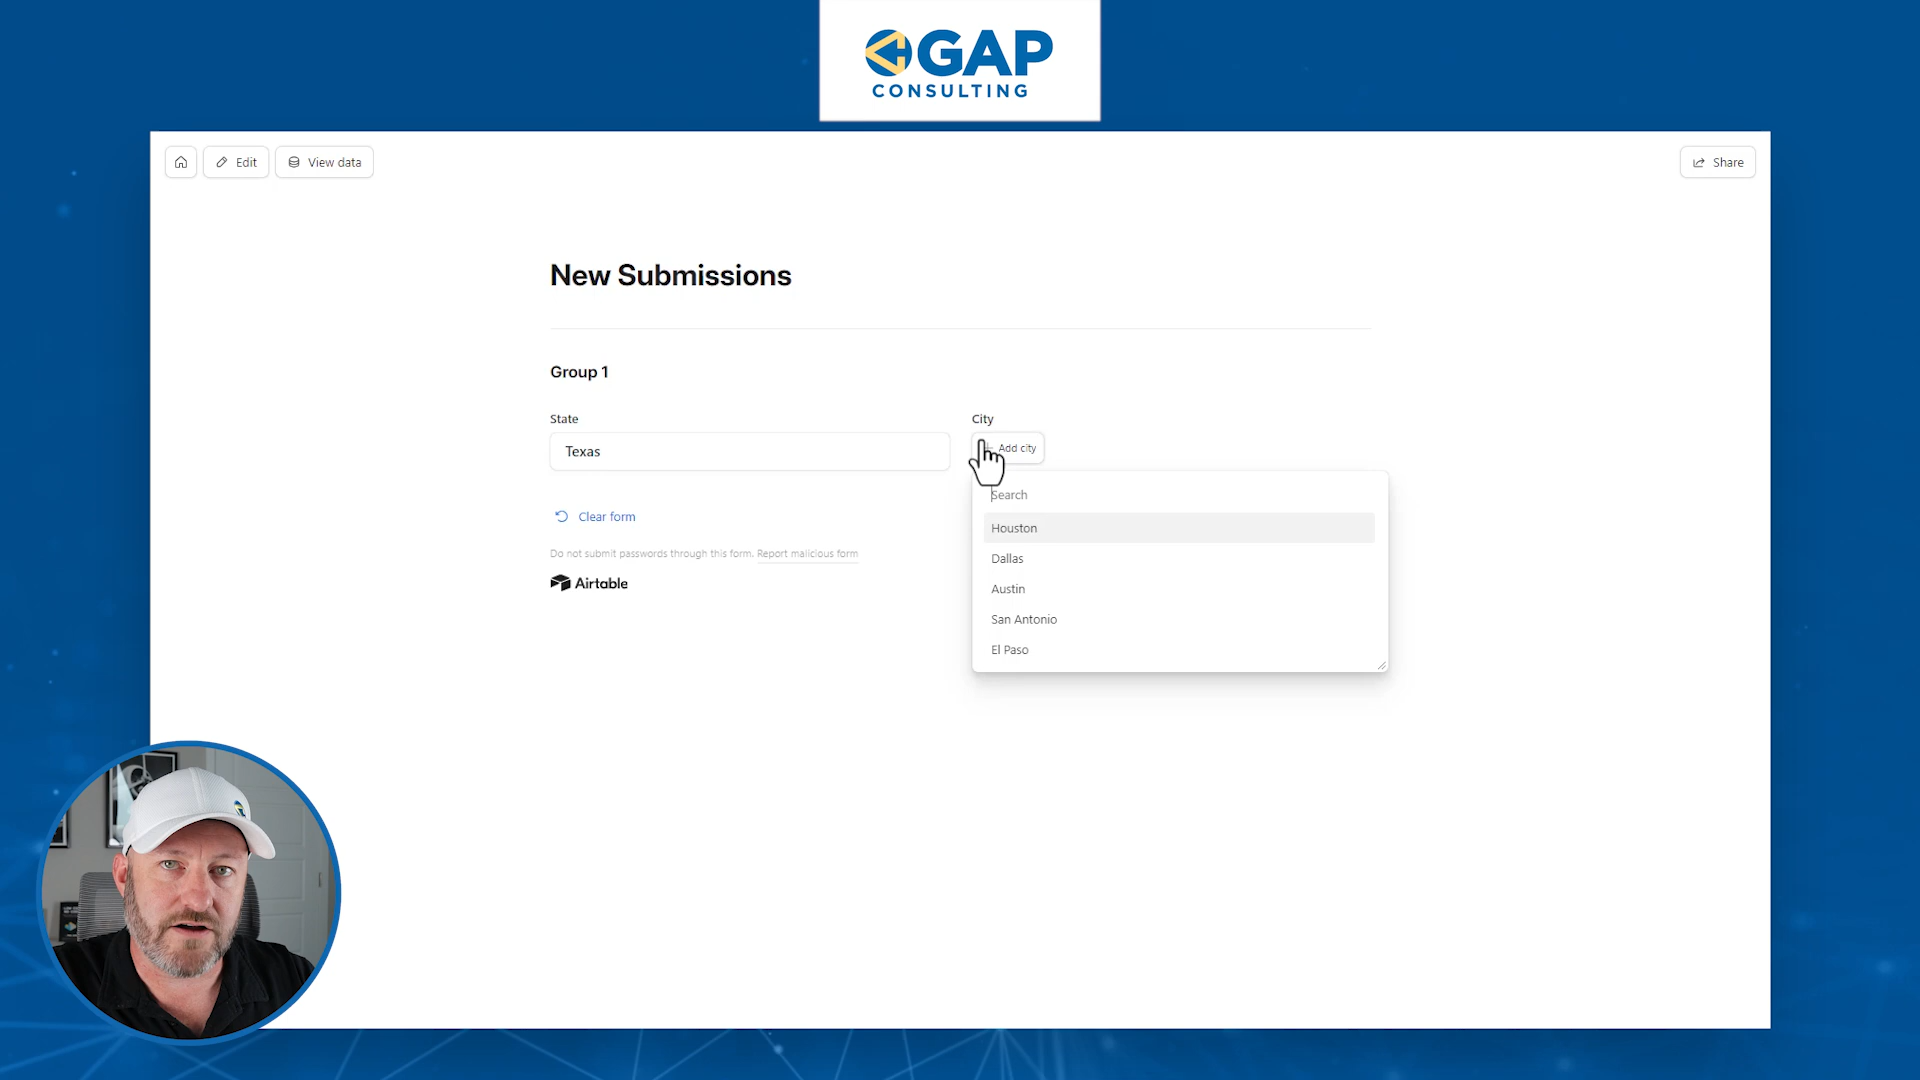 GAP
CONSULTING
Edit
View data
Share
New Submissions
Group 1
State
City
Texas
Add city
Search
Houston
Dallas
Austin
San Antonio
El Paso
Clear form
Do not submit passwords through this form. Report malicious form
Airtable